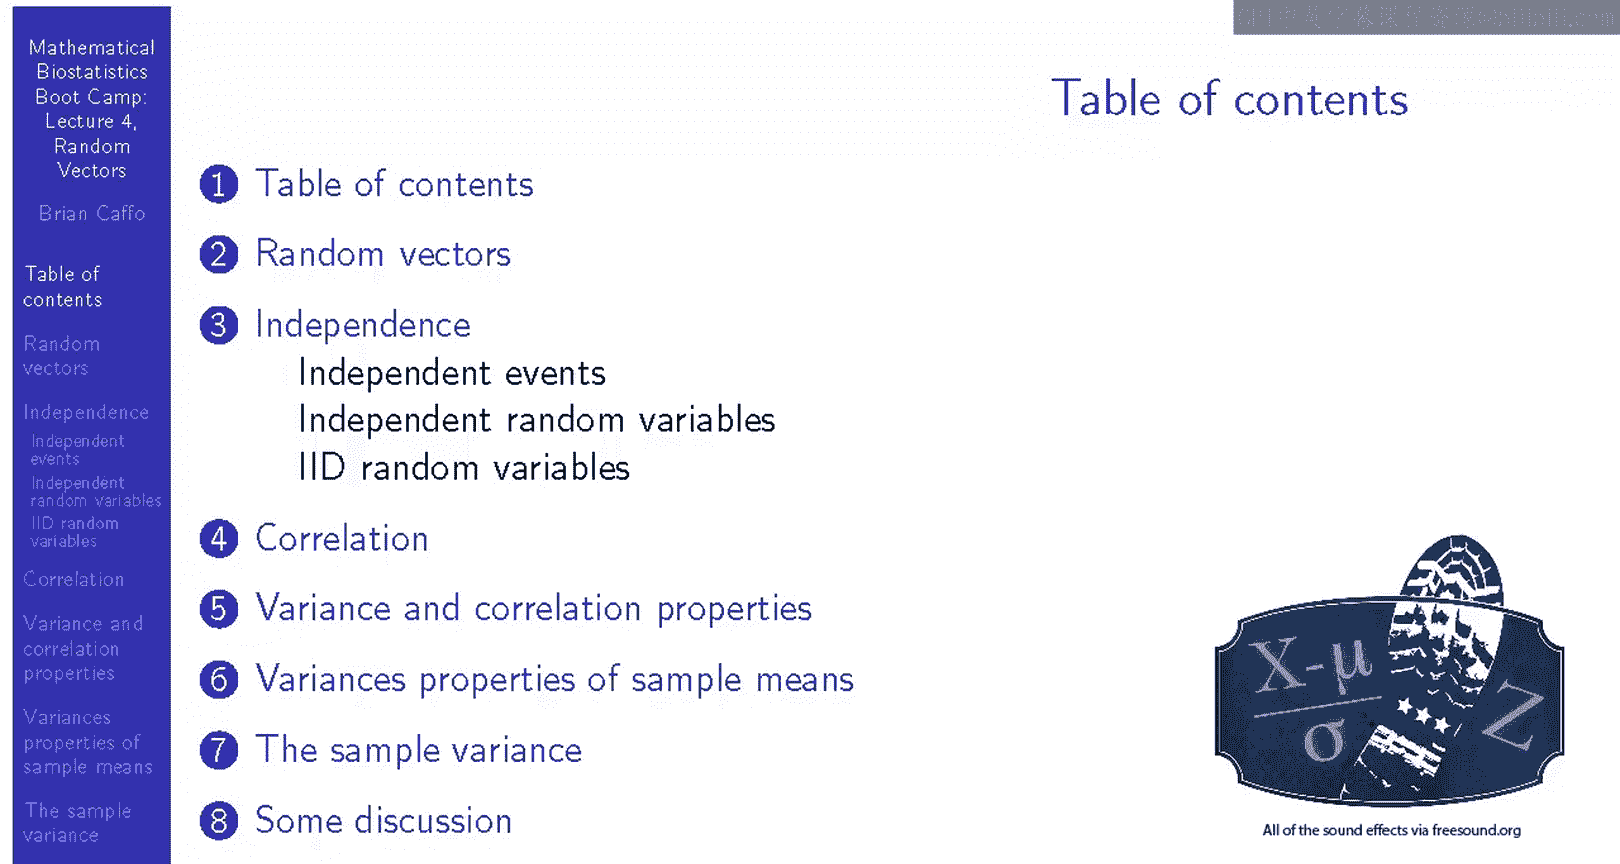 Mathematical
Biostatistics
Boot Camp:
Lecture 4,
Random
Vectors
Brian Caffo
Table of
contents
Random
vectors
Independence
Independent
events
Independent
random variables
IID random
variables
Correlation
Variance and
correlation
properties
Variances
properties of
sample means
The sample
variance
Table of contents
1 Table of contents
2 Random vectors
3 Independence
Independent events
Independent random variables
IID random variables
4 Correlation
5 Variance and correlation properties
6 Variances properties of sample means
7 The sample variance
8 Some discussion
X-μ
σ
Z
All of the sound effects via freesound.org